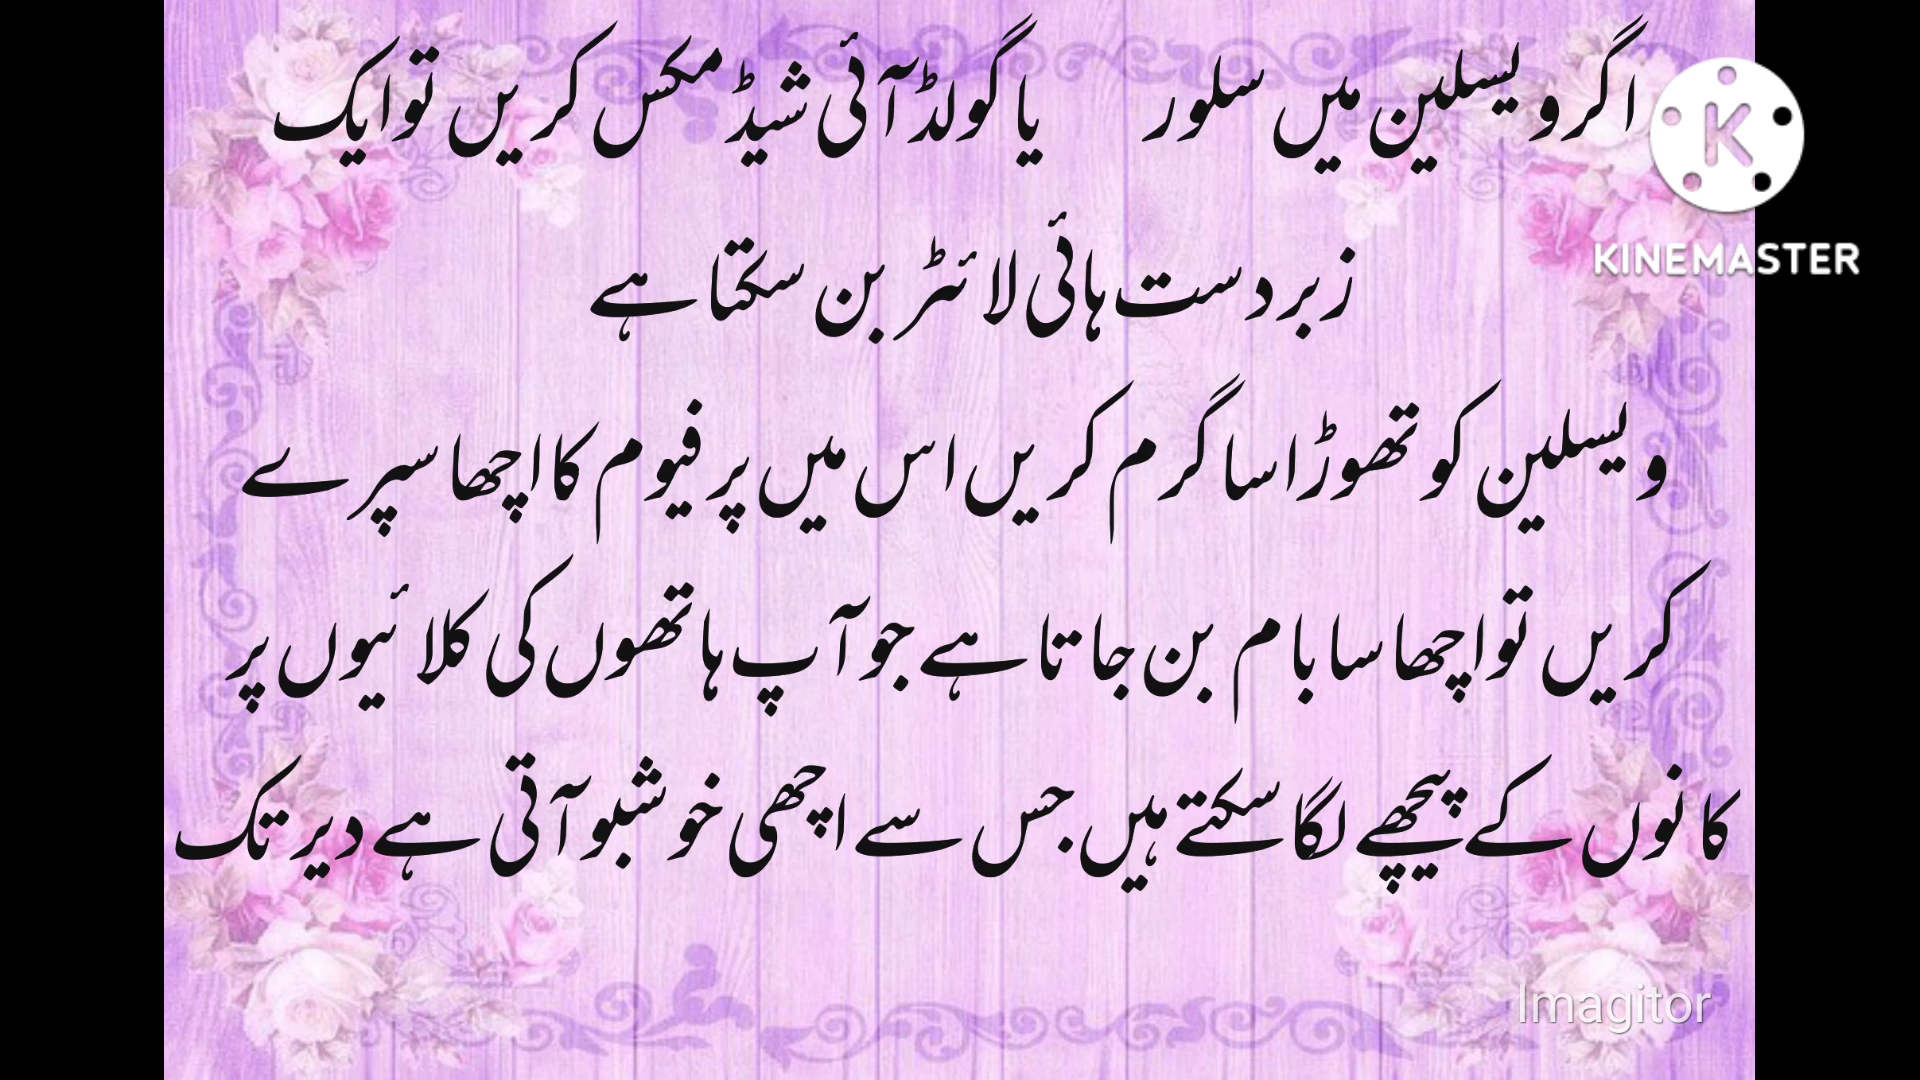 اگر ویسلین میں سلور یا گولڈ آئی شیڈ مکس کریں تو ایک
زبردست ہائی لائٹر بن سکتا ہے
ویسلین کو تھوڑا سا گرم کریں اس میں پرفیوم کا اچھا سپرے
کریں تو اچھا سا بام بن جاتا ہے جو آپ ہاتھوں کی کلائیوں پر
کانوں کے پیچھے لگا سکتے ہیں جس سے اچھی خوشبو آتی ہے دیر تک
K
KINEMASTER
Imagitor